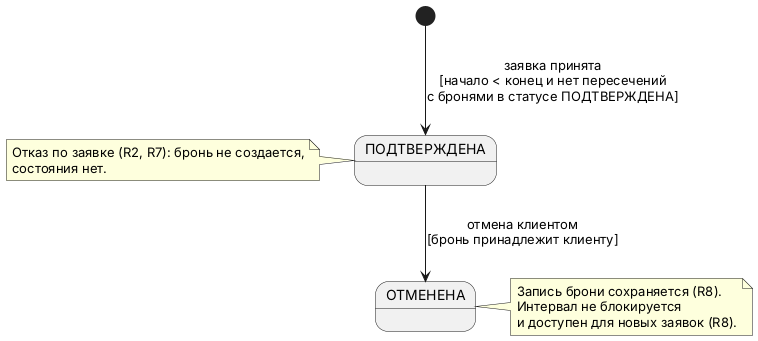 заявка принята
[начало < конец и нет пересечений
с бронями в статусе ПОДТВЕРЖДЕНА]
Отказ по заявке (R2, R7): бронь не создается,
состояния нет.
ПОДТВЕРЖДЕНА
отмена клиентом
[бронь принадлежит клиенту]
ОТМЕНЕНА
Запись брони сохраняется (R8).
Интервал не блокируется
и доступен для новых заявок (R8).